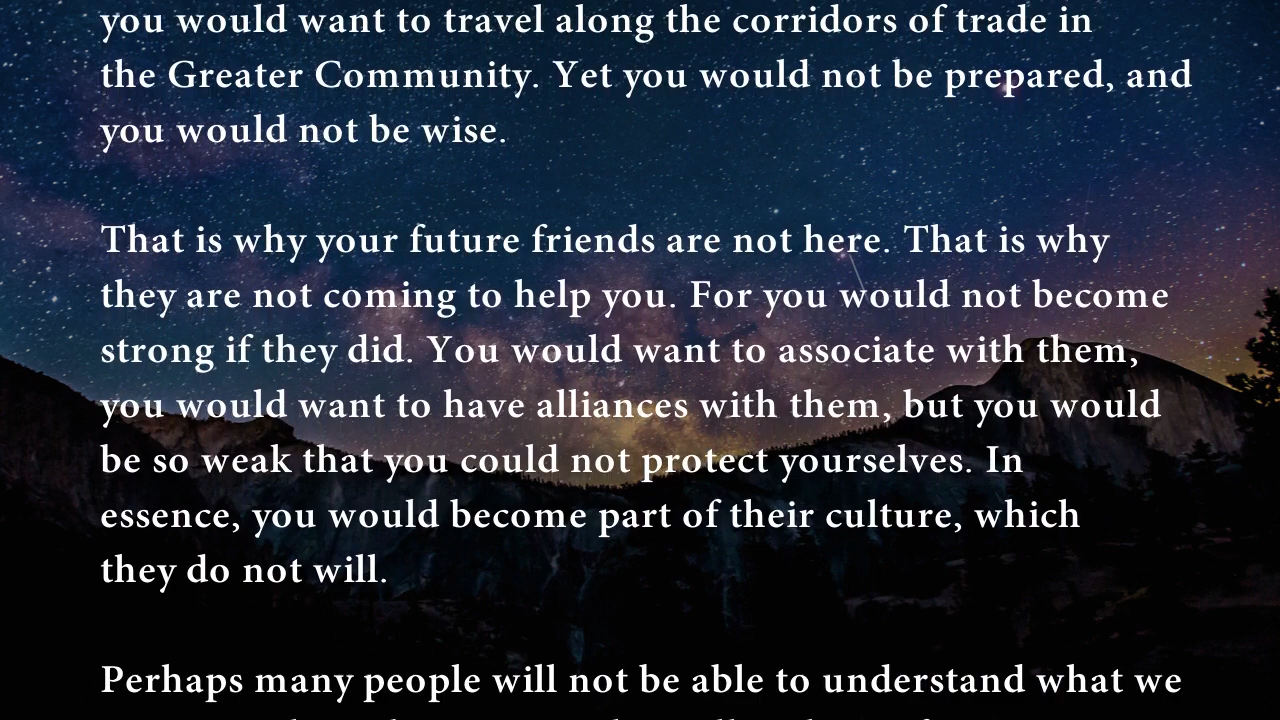 you would want to travel along the corridors of trade in
the Greater Community. Yet you would not be prepared, and
you would not be wise.
That is why your future friends are not here. That is why
they are not coming to help you. For you would not become
strong if they did. You would want to associate with them,
you would want to have alliances with them, but you would
be so weak that you could not protect yourselves. In
essence, you would become part of their culture, which
they do not will.
Perhaps many people will not be able to understand what we